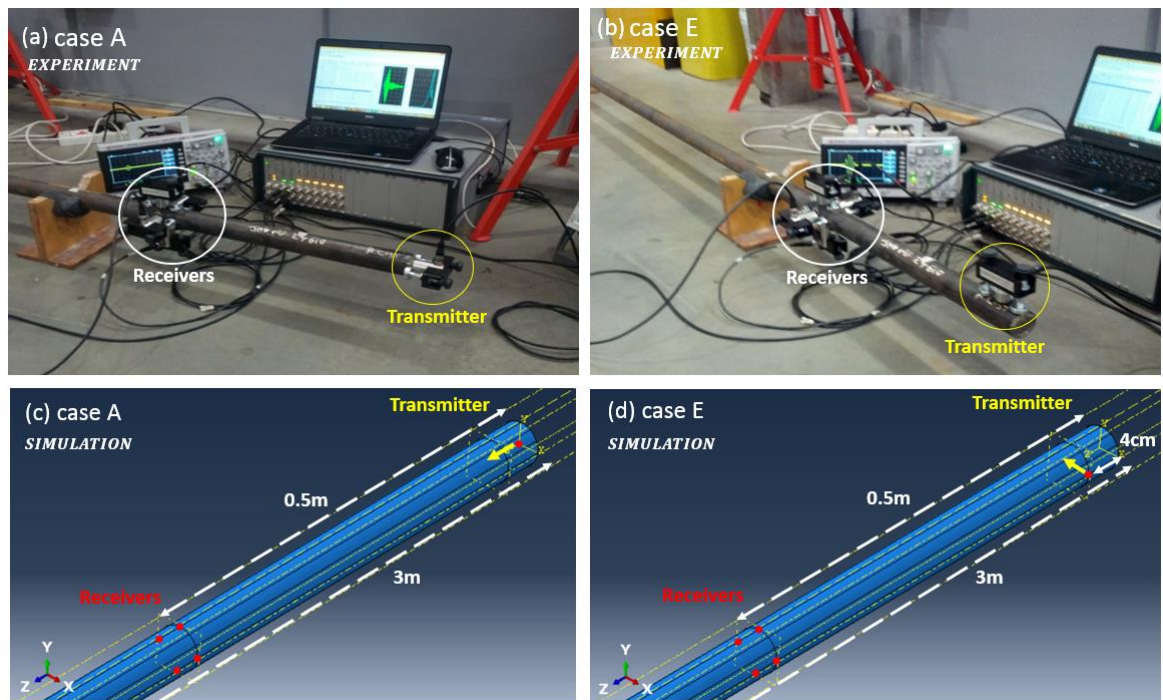 (a) case A
EXPERIMENT
Receivers
Transmitter
(b) case E
EXPERIMENT
Receivers
Transmitter
(c) case A
SIMULATION
Transmitter
0.5m
3m
Receivers
Y
Z
X
(d) case E
SIMULATION
Transmitter
4cm
0.5m
3m
Receivers
Y
Z
X